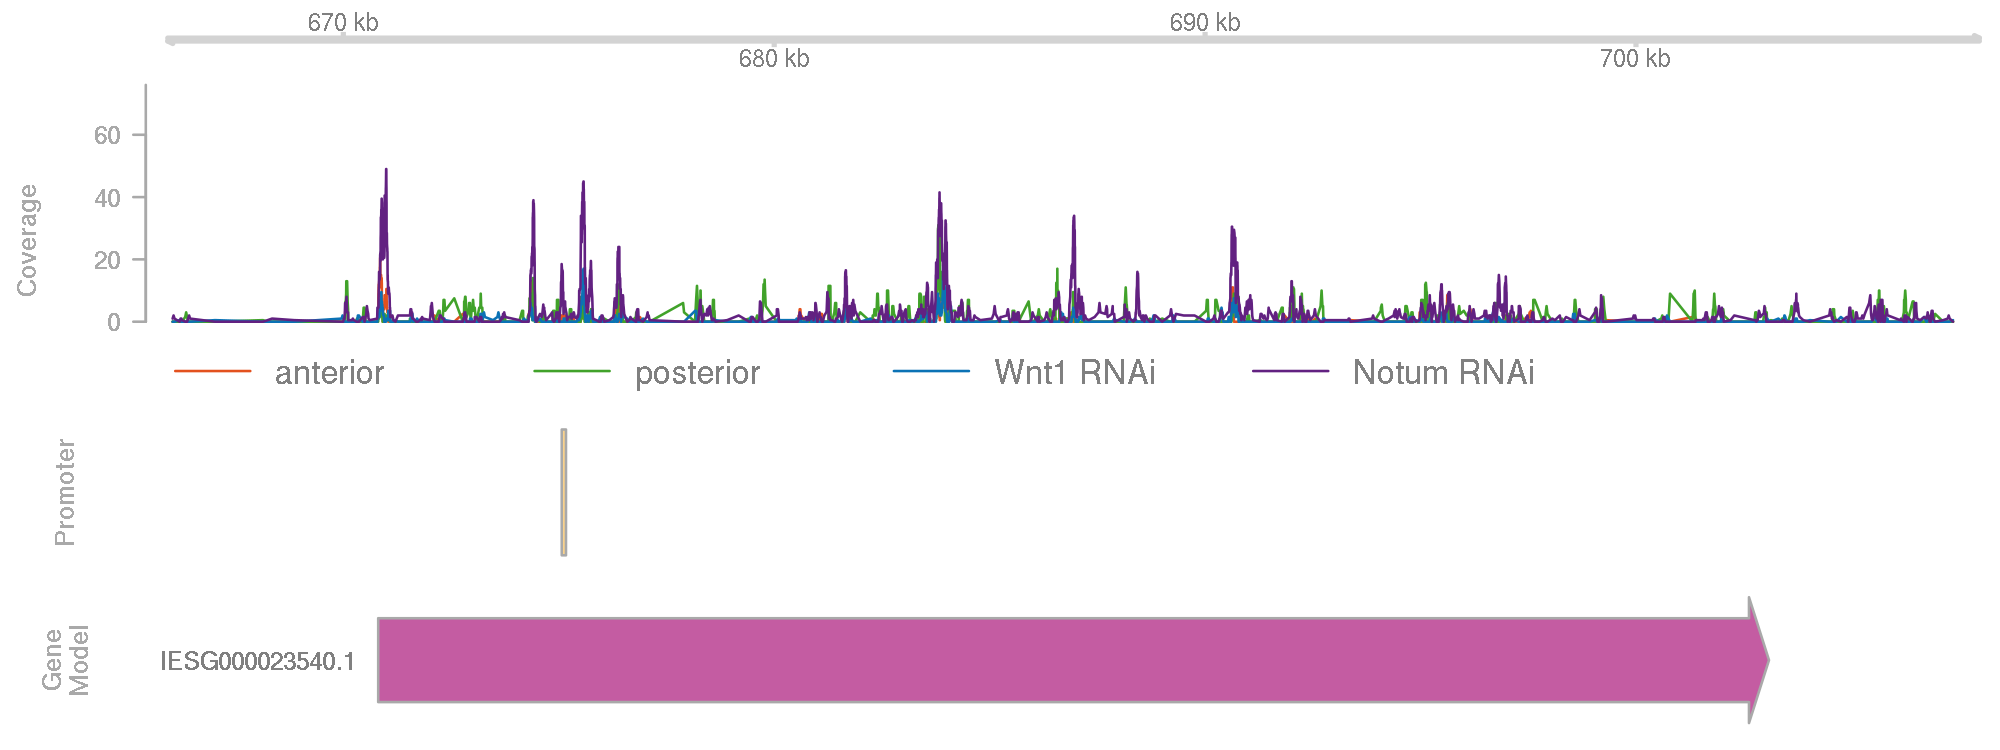 670 kb
690 kb
680 kb
700 kb
Coverage
60
40
20
0
anterior
posterior
Wnt1 RNAi
Notum RNAi
Promoter
Gene
Model
IESG000023540.1